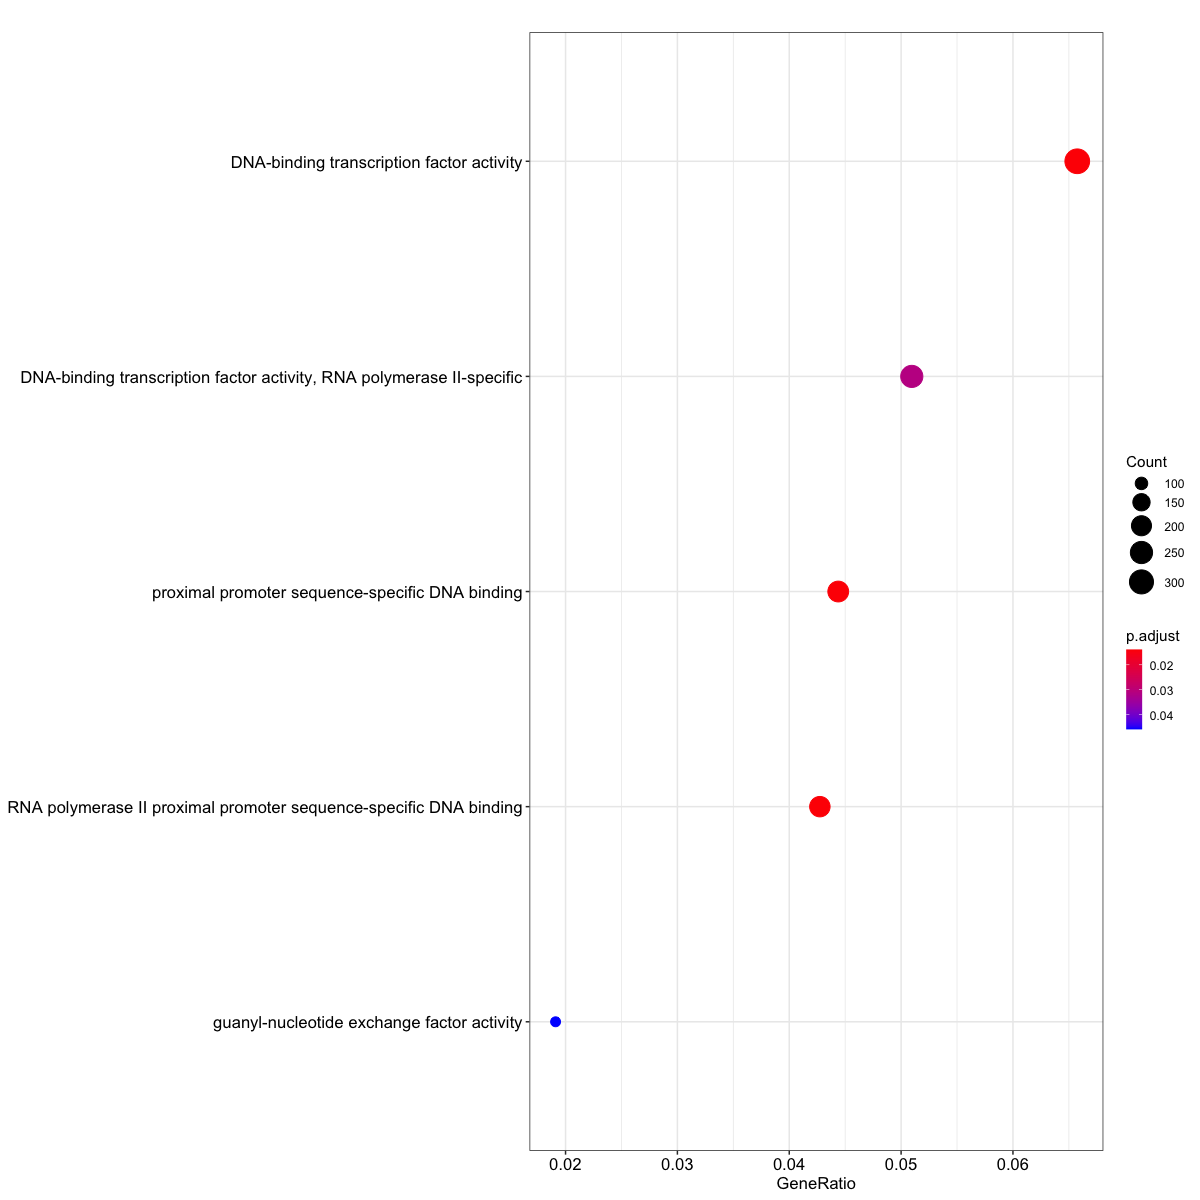 DNA-binding transcription factor activity
DNA-binding transcription factor activity, RNA polymerase II-specific
proximal promoter sequence-specific DNA binding
RNA polymerase II proximal promoter sequence-specific DNA binding
guanyl-nucleotide exchange factor activity
0.02 0.03 0.04 0.05 0.06
GeneRatio
Count
100
150
200
250
300
p.adjust
0.02
0.03
0.04